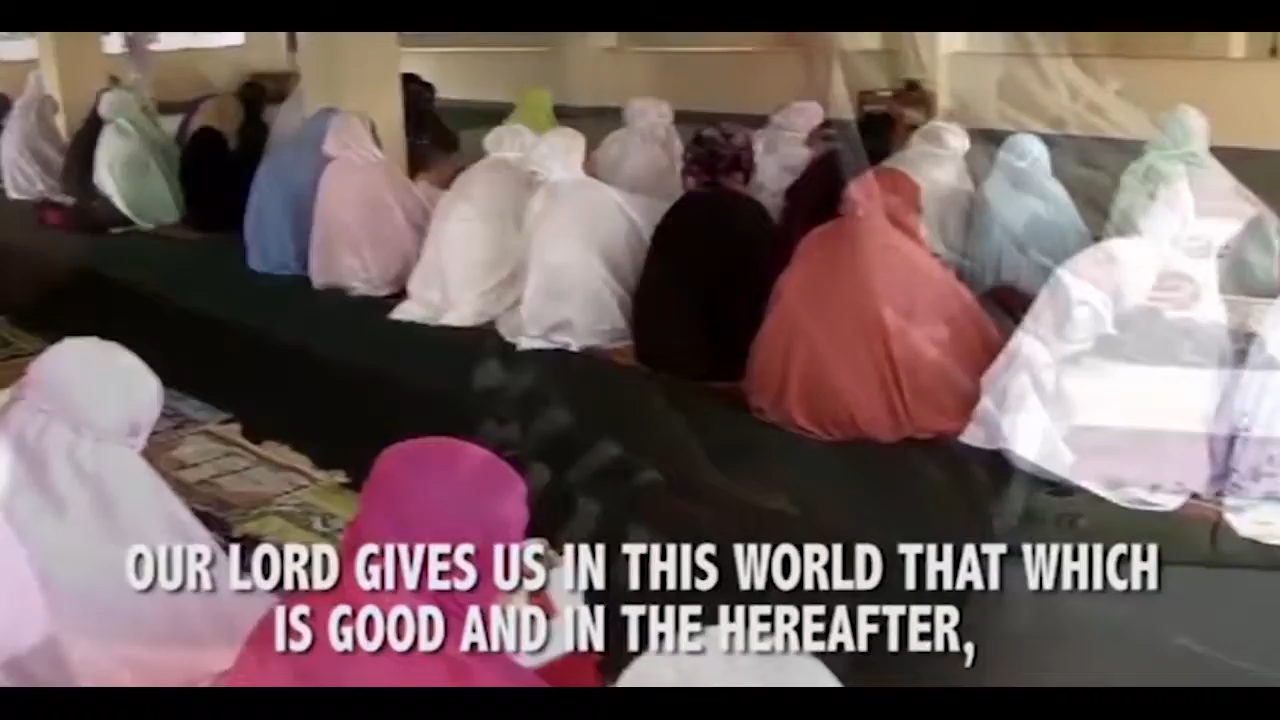 OUR LORD GIVES US IN THIS WORLD THAT WHICH
IS GOOD AND IN THE HEREAFTER,